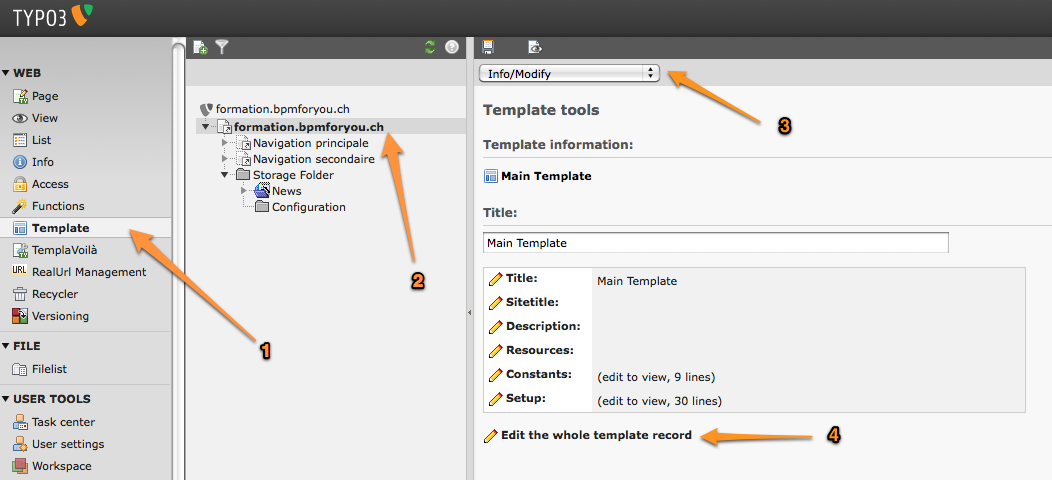 TYPO3
WEB
Page
View
List
Info
Access
Functions
Template
TemplaVoilà
URL RealUrl Management
Recycler
Versioning
FILE
Filelist
USER TOOLS
Task center
User settings
Workspace
1
formation.bpmforyou.ch
formation.bpmforyou.ch
Navigation principale
Navigation secondaire
Storage Folder
News
Configuration
2
Info/Modify
3
Template tools
Template information:
Main Template
Title:
Main Template
Title: Main Template
Sitetitle:
Description:
Resources:
Constants: (edit to view, 9 lines)
Setup: (edit to view, 30 lines)
Edit the whole template record
4